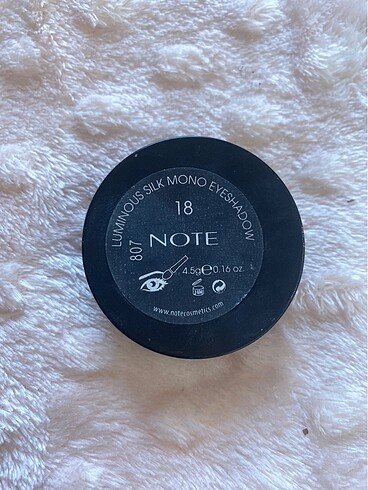 LUMINOUS SILK MONO EYESHADOW
18
807
NOTE
4.5g ℮ 0.16 oz.
www.notecosmetics.com